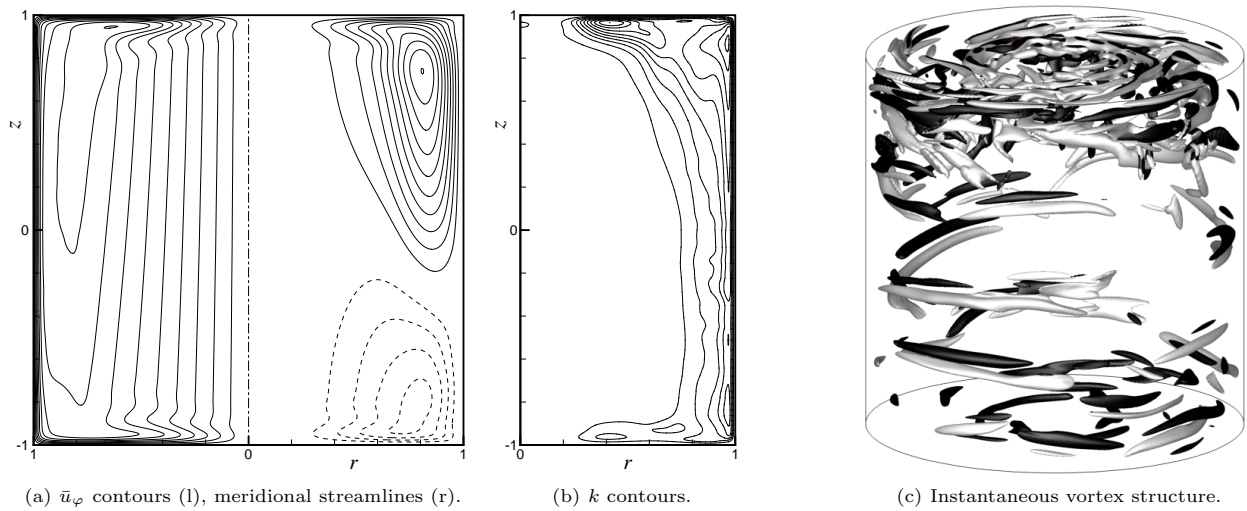 1
z
0
-1
1
0
r
1
1
z
0
-1
0
r
1
(a) ū_φ contours (l), meridional streamlines (r).
(b) k contours.
(c) Instantaneous vortex structure.